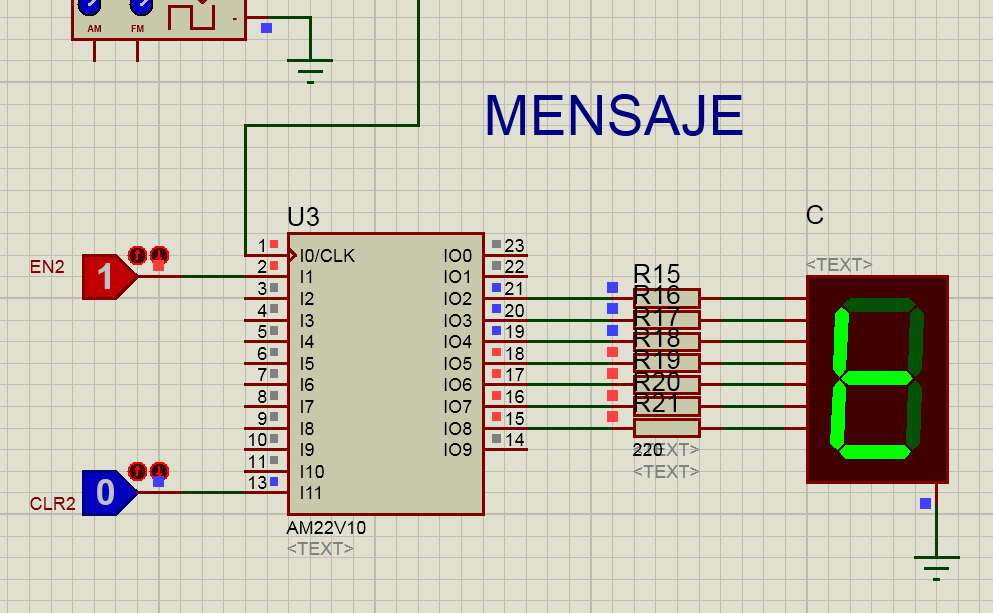 AM FM -
MENSAJE
U3
C
<TEXT>
EN2
1
CLR2
0
1 I0/CLK IO0 23
2 I1 IO1 22
3 I2 IO2 21
4 I3 IO3 20
5 I4 IO4 19
6 I5 IO5 18
7 I6 IO6 17
8 I7 IO7 16
9 I8 IO8 15
10 I9 IO9 14
11 I10
13 I11
AM22V10
<TEXT>
R15
R16
R17
R18
R19
R20
R21
220
<TEXT>
<TEXT>